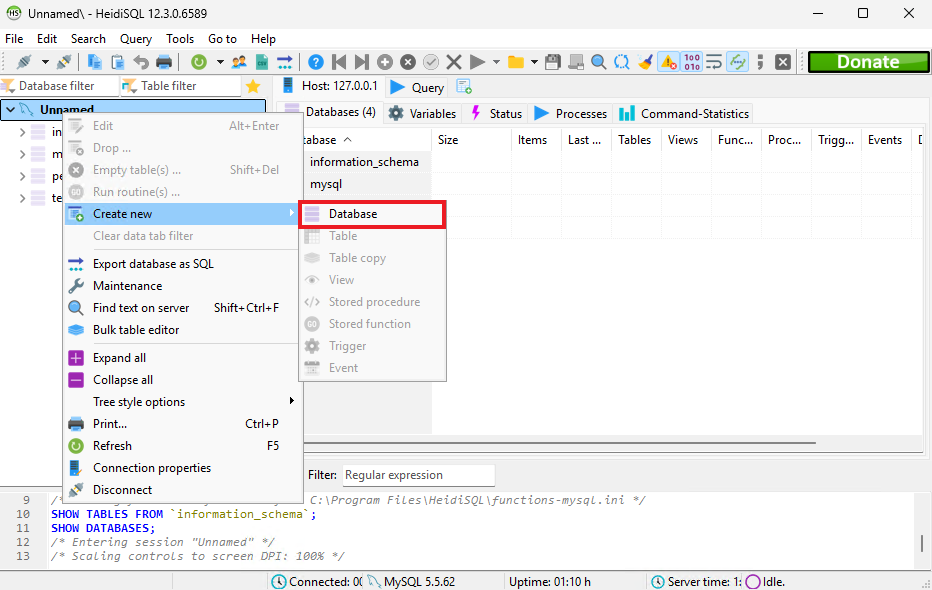 Unnamed\ - HeidiSQL 12.3.0.6589
File Edit Search Query Tools Go to Help
Donate
Database filter Table filter Host: 127.0.0.1 Query
Unnamed Databases (4) Variables Status Processes Command-Statistics
Size Items Last ... Tables Views Func... Proc... Trigg... Events
information_schema
mysql
Edit Alt+Enter
Drop ...
Empty table(s) ... Shift+Del
Run routine(s) ...
Create new
Clear data tab filter
Export database as SQL
Maintenance
Find text on server Shift+Ctrl+F
Bulk table editor
Expand all
Collapse all
Tree style options
Print... Ctrl+P
Refresh F5
Connection properties
Disconnect
Database
Table
Table copy
View
Stored procedure
Stored function
Trigger
Event
Filter: Regular expression
9 /* C:\Program Files\HeidiSQL\functions-mysql.ini */
10 SHOW TABLES FROM `information_schema`;
11 SHOW DATABASES;
12 /* Entering session "Unnamed" */
13 /* Scaling controls to screen DPI: 100% */
Connected: MySQL 5.5.62 Uptime: 01:10 h Server time: Idle.